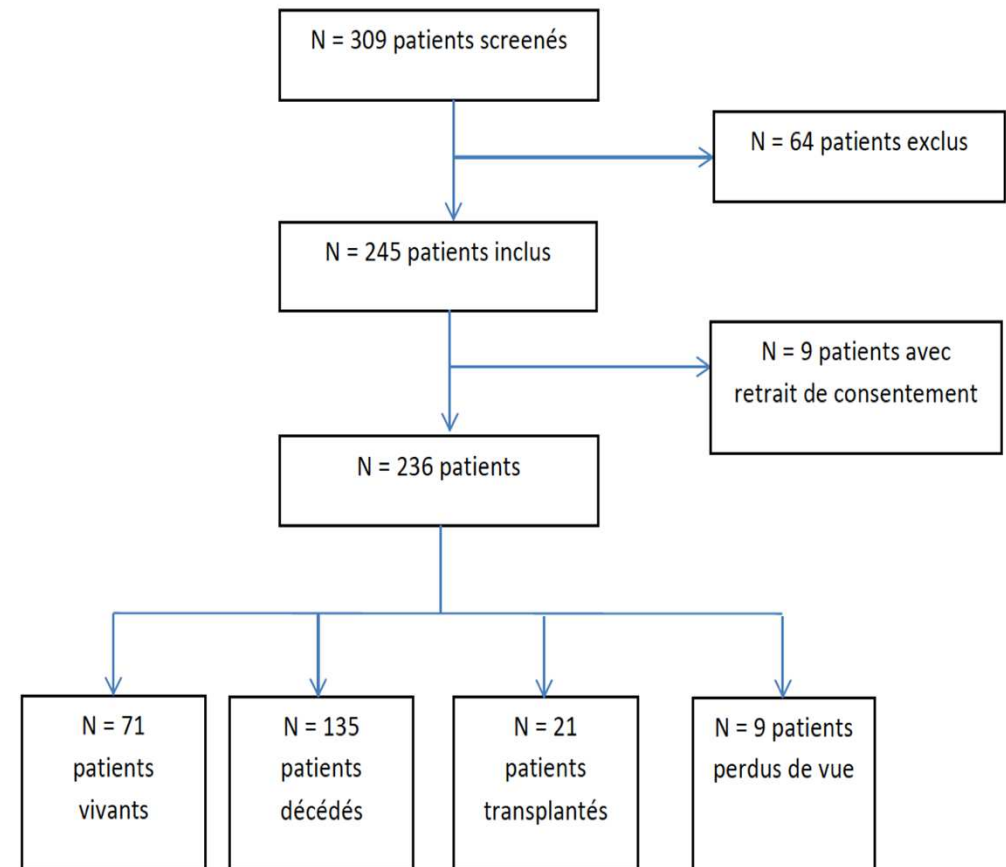 N = 309 patients screenés
N = 64 patients exclus
N = 245 patients inclus
N = 9 patients avec
retrait de consentement
N = 236 patients
N = 71
patients
vivants
N = 135
patients
décédés
N = 21
patients
transplantés
N = 9 patients
perdus de vue